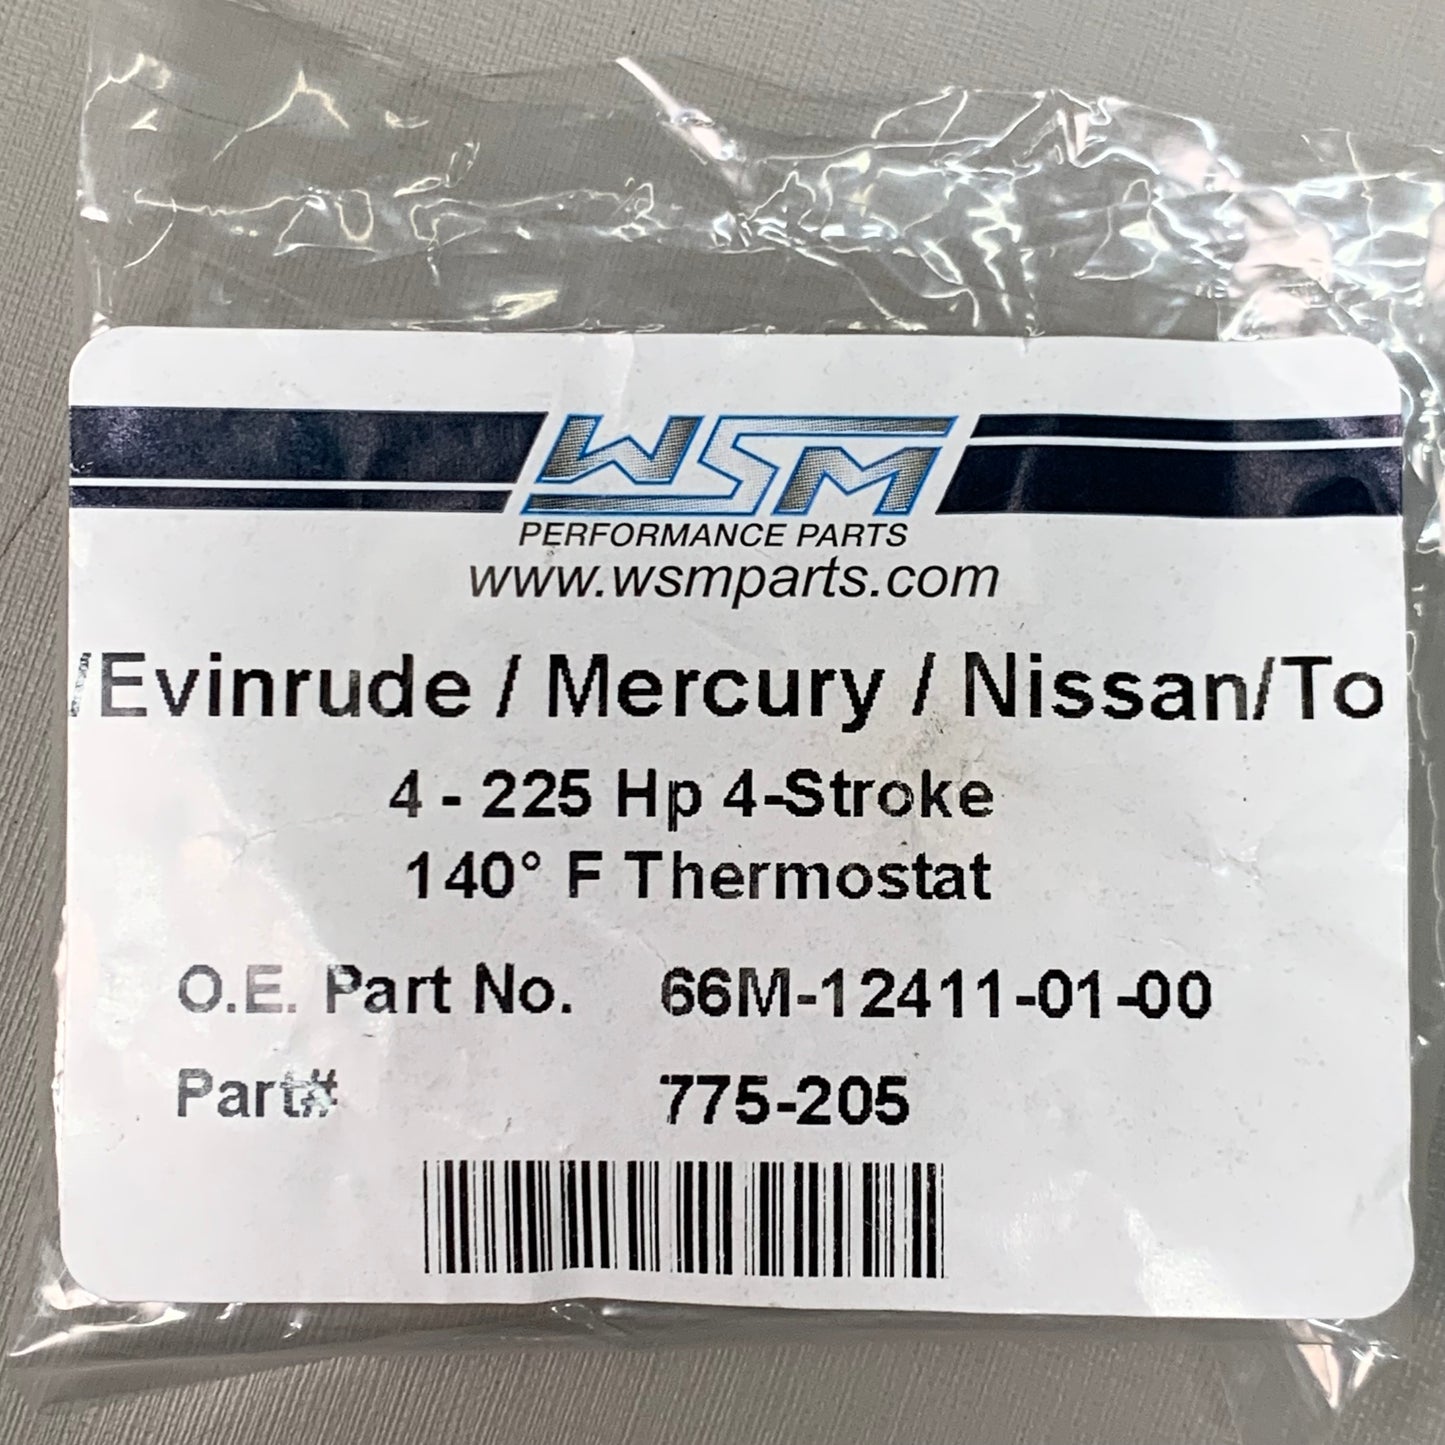 WSM
PERFORMANCE PARTS
www.wsmparts.com
/Evinrude / Mercury / Nissan/To
4 - 225 Hp 4-Stroke
140° F Thermostat
O.E. Part No. 66M-12411-01-00
Part# 775-205